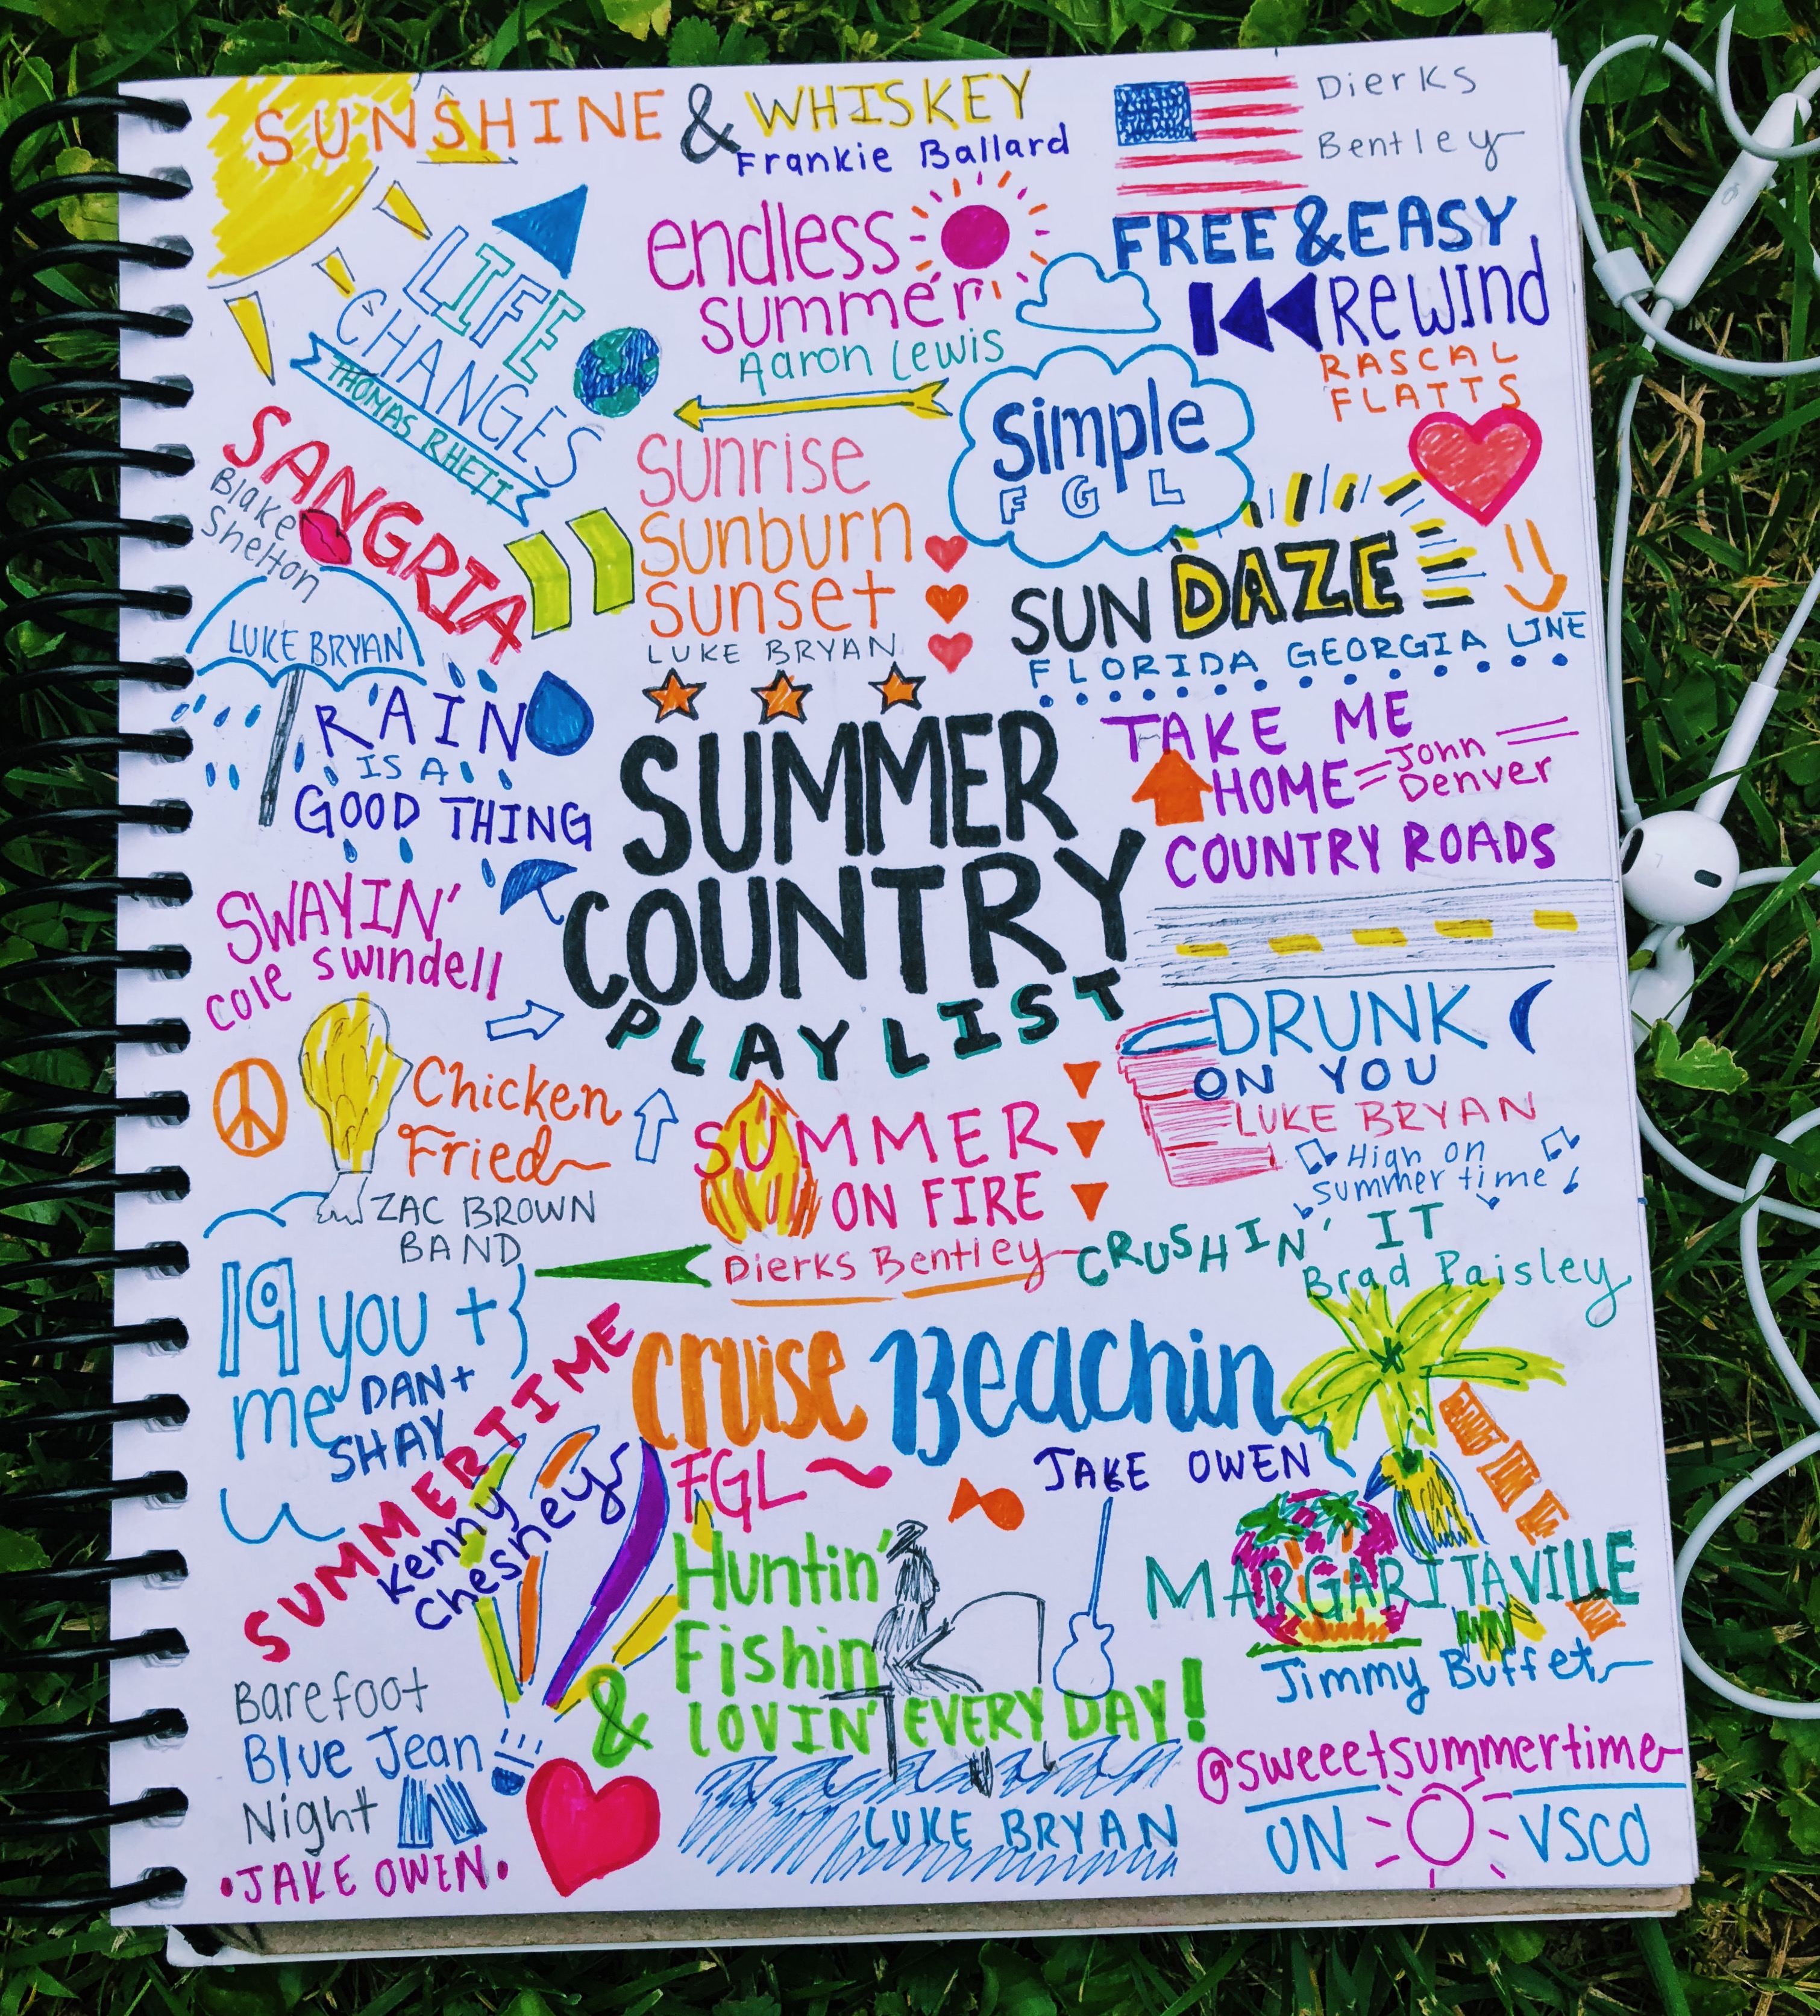 SUNSHINE & WHISKEY
Frankie Ballard
Dierks
Bentley
FREE & EASY
LIFE
CHANGES
THOMAS RHETT
endless
summer
Aaron Lewis
REWIND
RASCAL
FLATTS
Simple
FGL
SANGRIA
Blake
Shelton
sunrise
sunburn
sunset
LUKE BRYAN
SUN DAZE
FLORIDA GEORGIA LINE
LUKE BRYAN
RAIN
IS A
GOOD THING
SUMMER
COUNTRY
PLAYLIST
TAKE ME
HOME
John
Denver
COUNTRY ROADS
SWAYIN'
cole swindell
DRUNK
ON YOU
LUKE BRYAN
High on
summer time
Chicken
Fried
ZAC BROWN
BAND
SUMMER
ON FIRE
Dierks Bentley
CRUSHIN' IT
Brad Paisley
19 you +
me
DAN +
SHAY
SUMMERTIME
Kenny
Chesney
Cruise
FGL
Beachin
JAKE OWEN
Huntin'
Fishin
& LOVIN' EVERY DAY!
LUKE BRYAN
MARGARITAVILLE
Jimmy Buffet
Barefoot
Blue Jean
Night
JAKE OWEN
@sweeetsummertime
ON VSCO